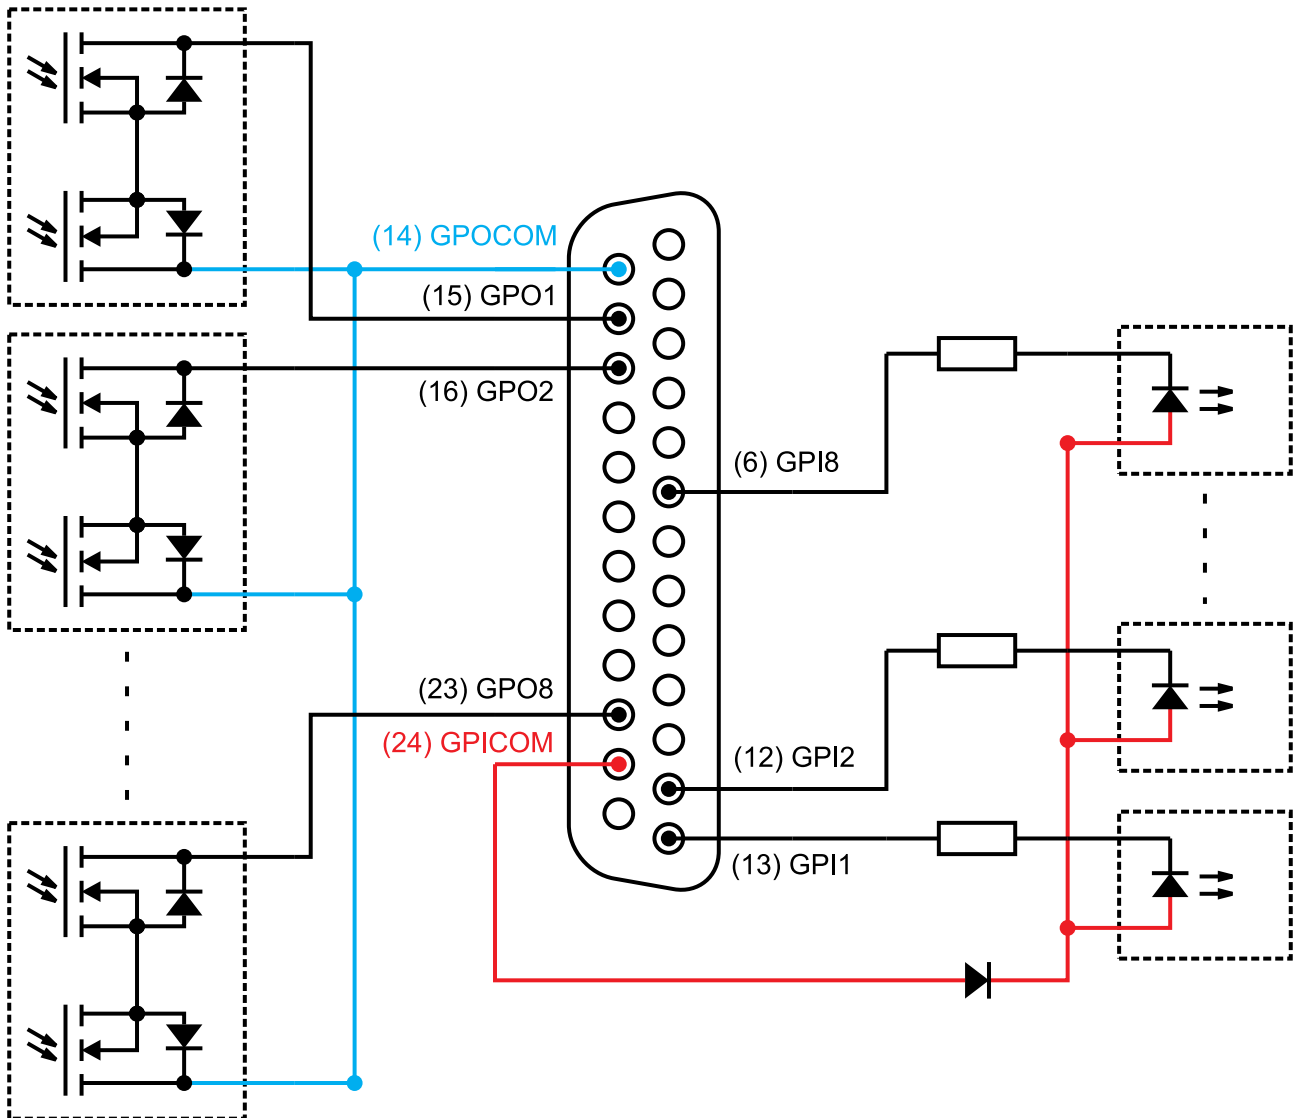 (14) GPOCOM
(15) GPO1
(16) GPO2
(6) GPI8
(23) GPO8
(24) GPICOM
(12) GPI2
(13) GPI1